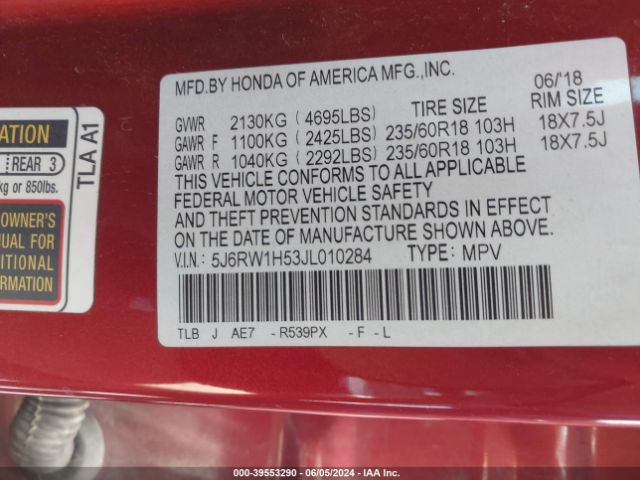 MFD.BY HONDA OF AMERICA MFG.,INC.
06/'18
TIRE SIZE RIM SIZE
GVWR 2130KG (4695LBS)
GAWR F 1100KG (2425LBS) 235/60R18 103H 18X7.5J
GAWR R 1040KG (2292LBS) 235/60R18 103H 18X7.5J
THIS VEHICLE CONFORMS TO ALL APPLICABLE
FEDERAL MOTOR VEHICLE SAFETY
AND THEFT PREVENTION STANDARDS IN EFFECT
ON THE DATE OF MANUFACTURE SHOWN ABOVE.
V.I.N: 5J6RW1H53JL010284 TYPE: MPV
TLB J AE7 -R539PX -F-L
ATION
REAR 3
kg or 850lbs.
OWNER'S
UAL FOR
ITIONAL
ORMATION
TLA A1
000-39553290 - 06/05/2024 - IAA Inc.